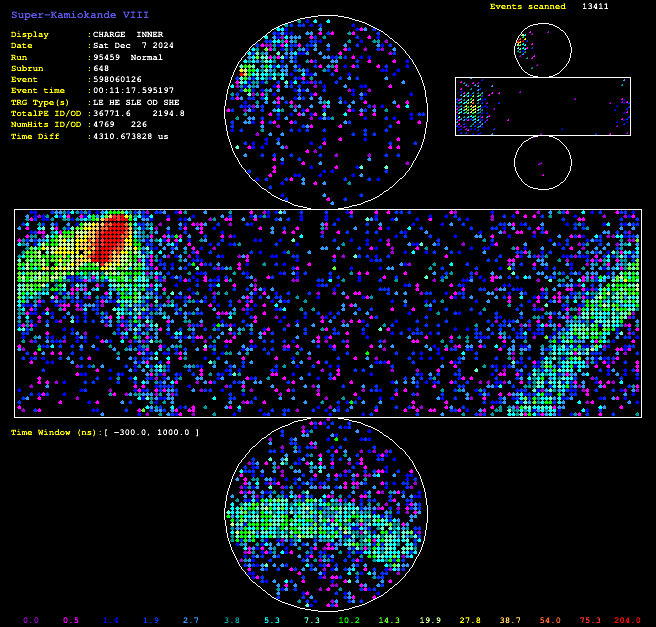 Super-Kamiokande VIII
Events scanned 13411
Display :CHARGE INNER
Date :Sat Dec 7 2024
Run :95459 Normal
Subrun :648
Event :598060126
Event time :00:11:17.595197
TRG Type(s) :LE HE SLE OD SHE
TotalPE ID/OD :36771.6 2194.8
NumHits ID/OD :4769 226
Time Diff :4310.673828 us
Time Window (ns):[ −300.0, 1000.0 ]
0.0 0.5 1.4 1.9 2.7 3.8 5.3 7.3 10.2 14.3 19.9 27.8 38.7 54.0 75.3 204.0